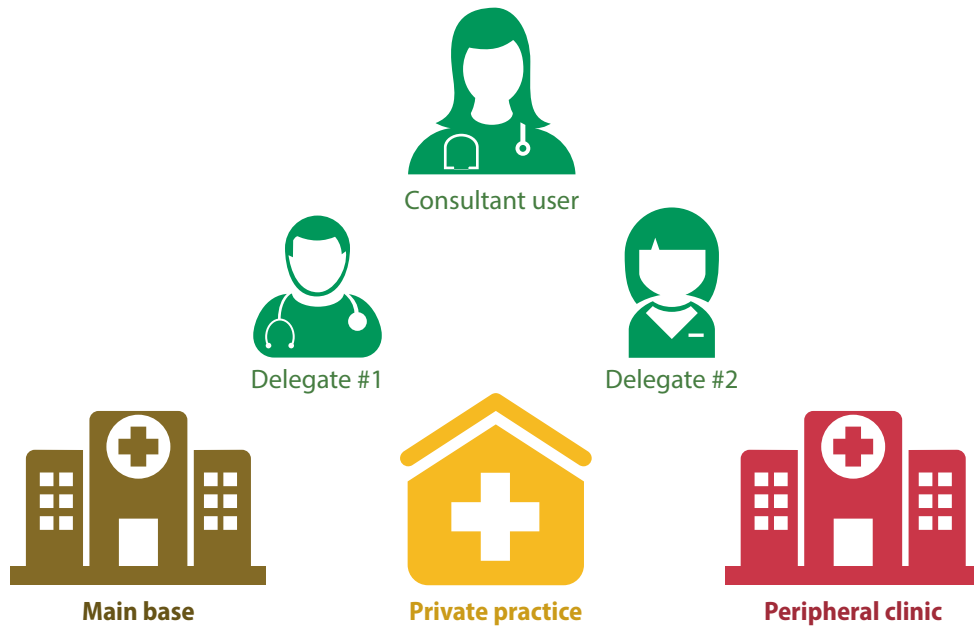 Consultant user
Delegate #1
Delegate #2
Main base
Private practice
Peripheral clinic